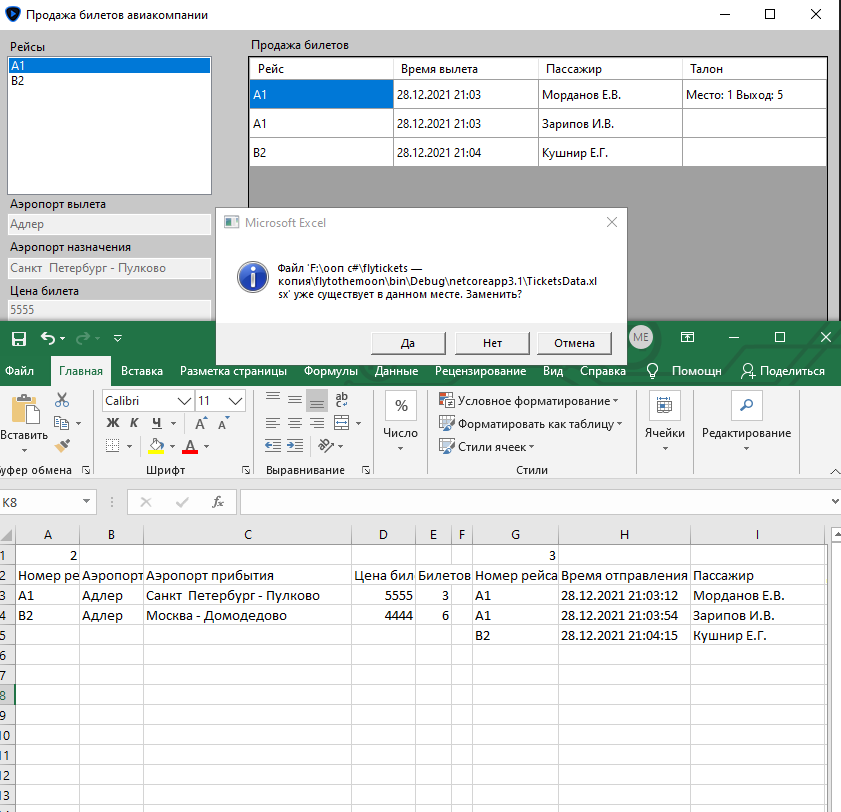 Продажа билетов авиакомпании
Рейсы
A1
B2
Аэропорт вылета
Адлер
Аэропорт назначения
Санкт Петербург - Пулково
Цена билета
5555
Продажа билетов
Рейс Время вылета Пассажир Талон
A1 28.12.2021 21:03 Морданов Е.В. Место: 1 Выход: 5
A1 28.12.2021 21:03 Зарипов И.В.
B2 28.12.2021 21:04 Кушнир Е.Г.
Microsoft Excel
Файл 'F:\ооп c#\flytickets —
копия\flytothemoon\bin\Debug\netcoreapp3.1\TicketsData.xl
sx' уже существует в данном месте. Заменить?
Да Нет Отмена
ME
Файл Главная Вставка Разметка страницы Формулы Данные Рецензирование Вид Справка Помощн Поделиться
Calibri 11
Вставить
Ж К Ч
Число
Условное форматирование
Форматировать как таблицу
Стили ячеек
Ячейки
Редактирование
уфер обмена Шрифт Выравнивание Стили
K8 fx
A B C D E F G H I
1 2 3
2 Номер ре Аэропорт Аэропорт прибытия Цена бил Билетов Номер рейса Время отправления Пассажир
3 A1 Адлер Санкт Петербург - Пулково 5555 3 A1 28.12.2021 21:03:12 Морданов Е.В.
4 B2 Адлер Москва - Домодедово 4444 6 A1 28.12.2021 21:03:54 Зарипов И.В.
5 B2 28.12.2021 21:04:15 Кушнир Е.Г.
6
7
8
9
10
11
12
13